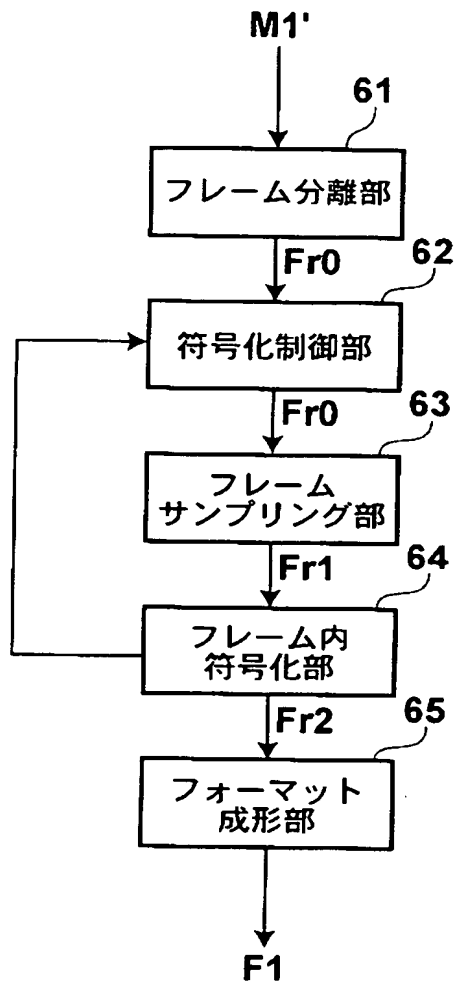 M1'
61
フレーム分離部
Fr0
62
符号化制御部
Fr0
63
フレーム
サンプリング部
Fr1
64
フレーム内
符号化部
Fr2
65
フォーマット
成形部
F1